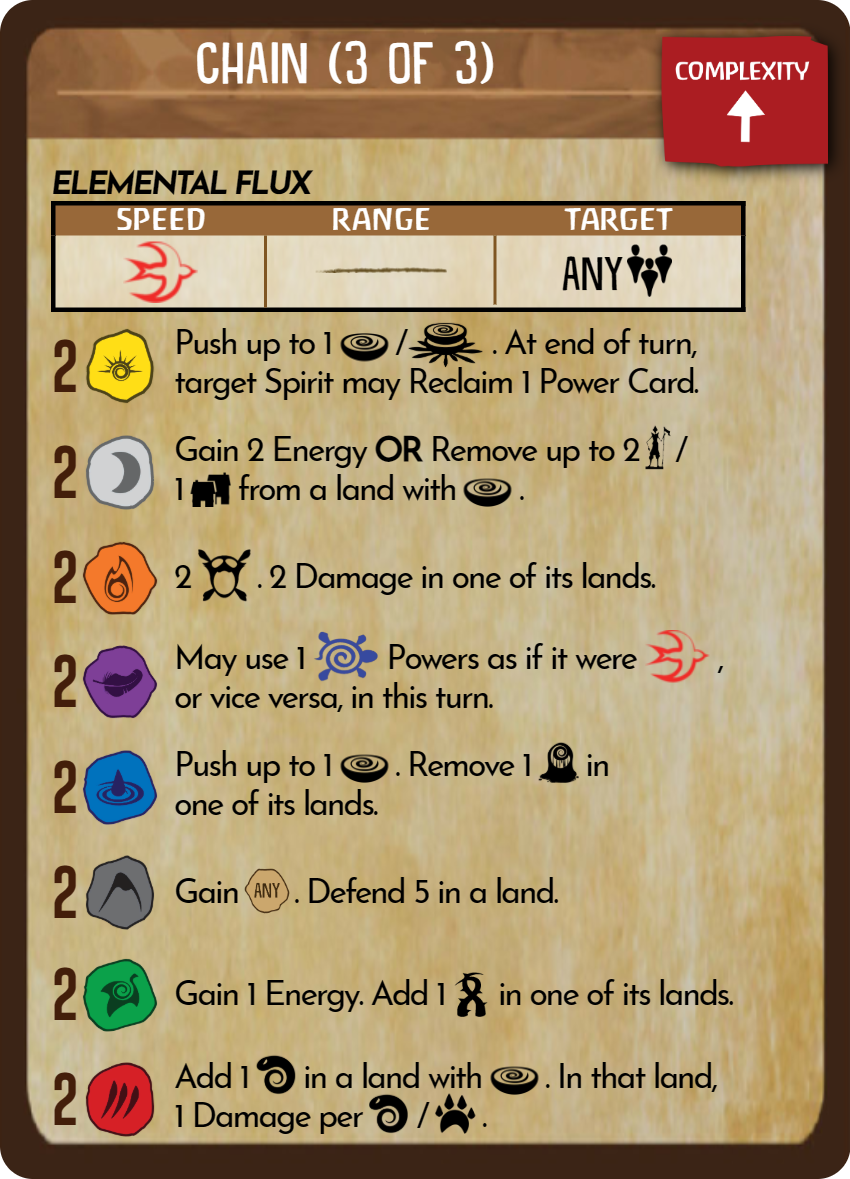 CHAIN (3 OF 3)
COMPLEXITY
ELEMENTAL FLUX
SPEED RANGE TARGET
ANY
2 Push up to 1 / . At end of turn,
target Spirit may Reclaim 1 Power Card.
2 Gain 2 Energy OR Remove up to 2 /
1 from a land with .
2 2 . 2 Damage in one of its lands.
2 May use 1 Powers as if it were ,
or vice versa, in this turn.
2 Push up to 1 . Remove 1 in
one of its lands.
2 Gain ANY . Defend 5 in a land.
2 Gain 1 Energy. Add 1 in one of its lands.
2 Add 1 in a land with . In that land,
1 Damage per / .